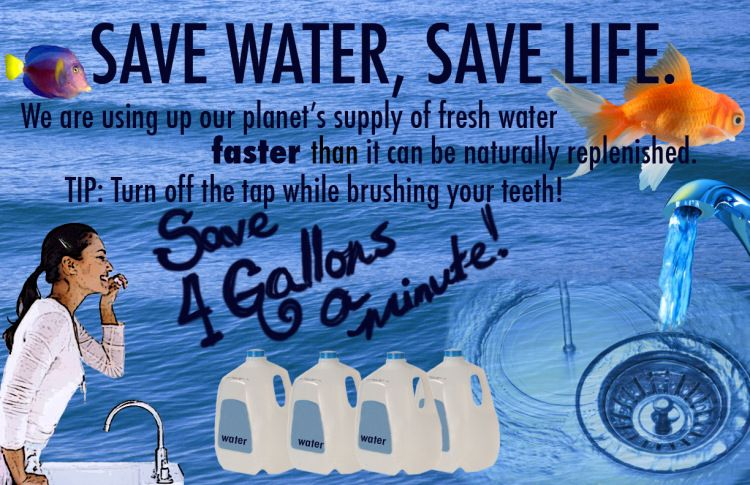 SAVE WATER, SAVE LIFE.
We are using up our planet's supply of fresh water
faster than it can be naturally replenished.
TIP: Turn off the tap while brushing your teeth!
Save
4 Gallons
a minute!
water
water
water